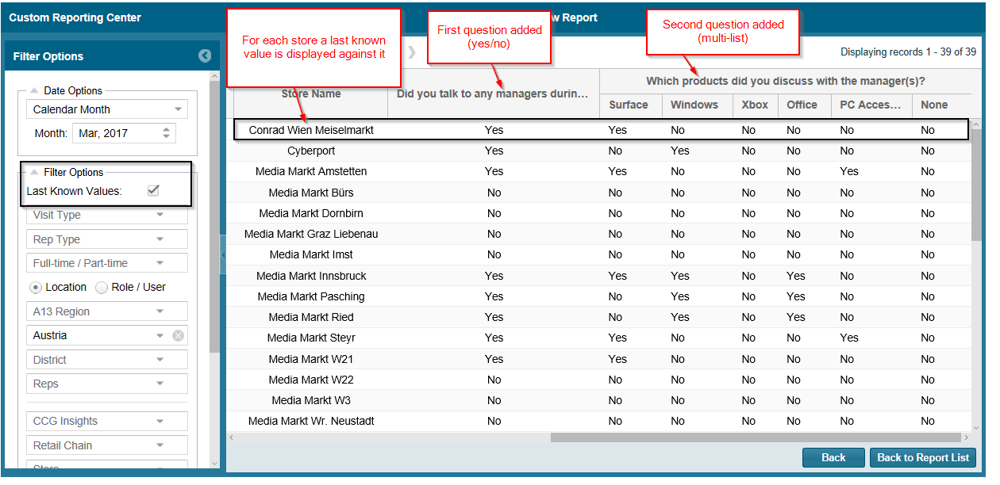 Custom Reporting Center
w Report
For each store a last known
value is displayed against it
First question added
(yes/no)
Second question added
(multi-list)
Filter Options
Displaying records 1 - 39 of 39
Date Options
Calendar Month
Month: Mar, 2017
Filter Options
Last Known Values:
Visit Type
Rep Type
Full-time / Part-time
Location Role / User
A13 Region
Austria
District
Reps
CCG Insights
Retail Chain
Store
Store Name Did you talk to any managers durin... Which products did you discuss with the manager(s)?
Surface Windows Xbox Office PC Acces... None
Conrad Wien Meiselmarkt Yes Yes No No No No No
Cyberport Yes No Yes No No No No
Media Markt Amstetten Yes Yes No No No Yes No
Media Markt Bürs No No No No No No No
Media Markt Dornbirn No No No No No No No
Media Markt Graz Liebenau No No No No No No No
Media Markt Imst No No No No No No No
Media Markt Innsbruck Yes Yes Yes No Yes No No
Media Markt Pasching Yes No Yes No Yes No No
Media Markt Ried Yes No Yes No Yes No No
Media Markt Steyr Yes Yes No No No Yes No
Media Markt W21 Yes Yes No No No No No
Media Markt W22 No No No No No No No
Media Markt W3 No No No No No No No
Media Markt Wr. Neustadt No No No No No No No
Back Back to Report List